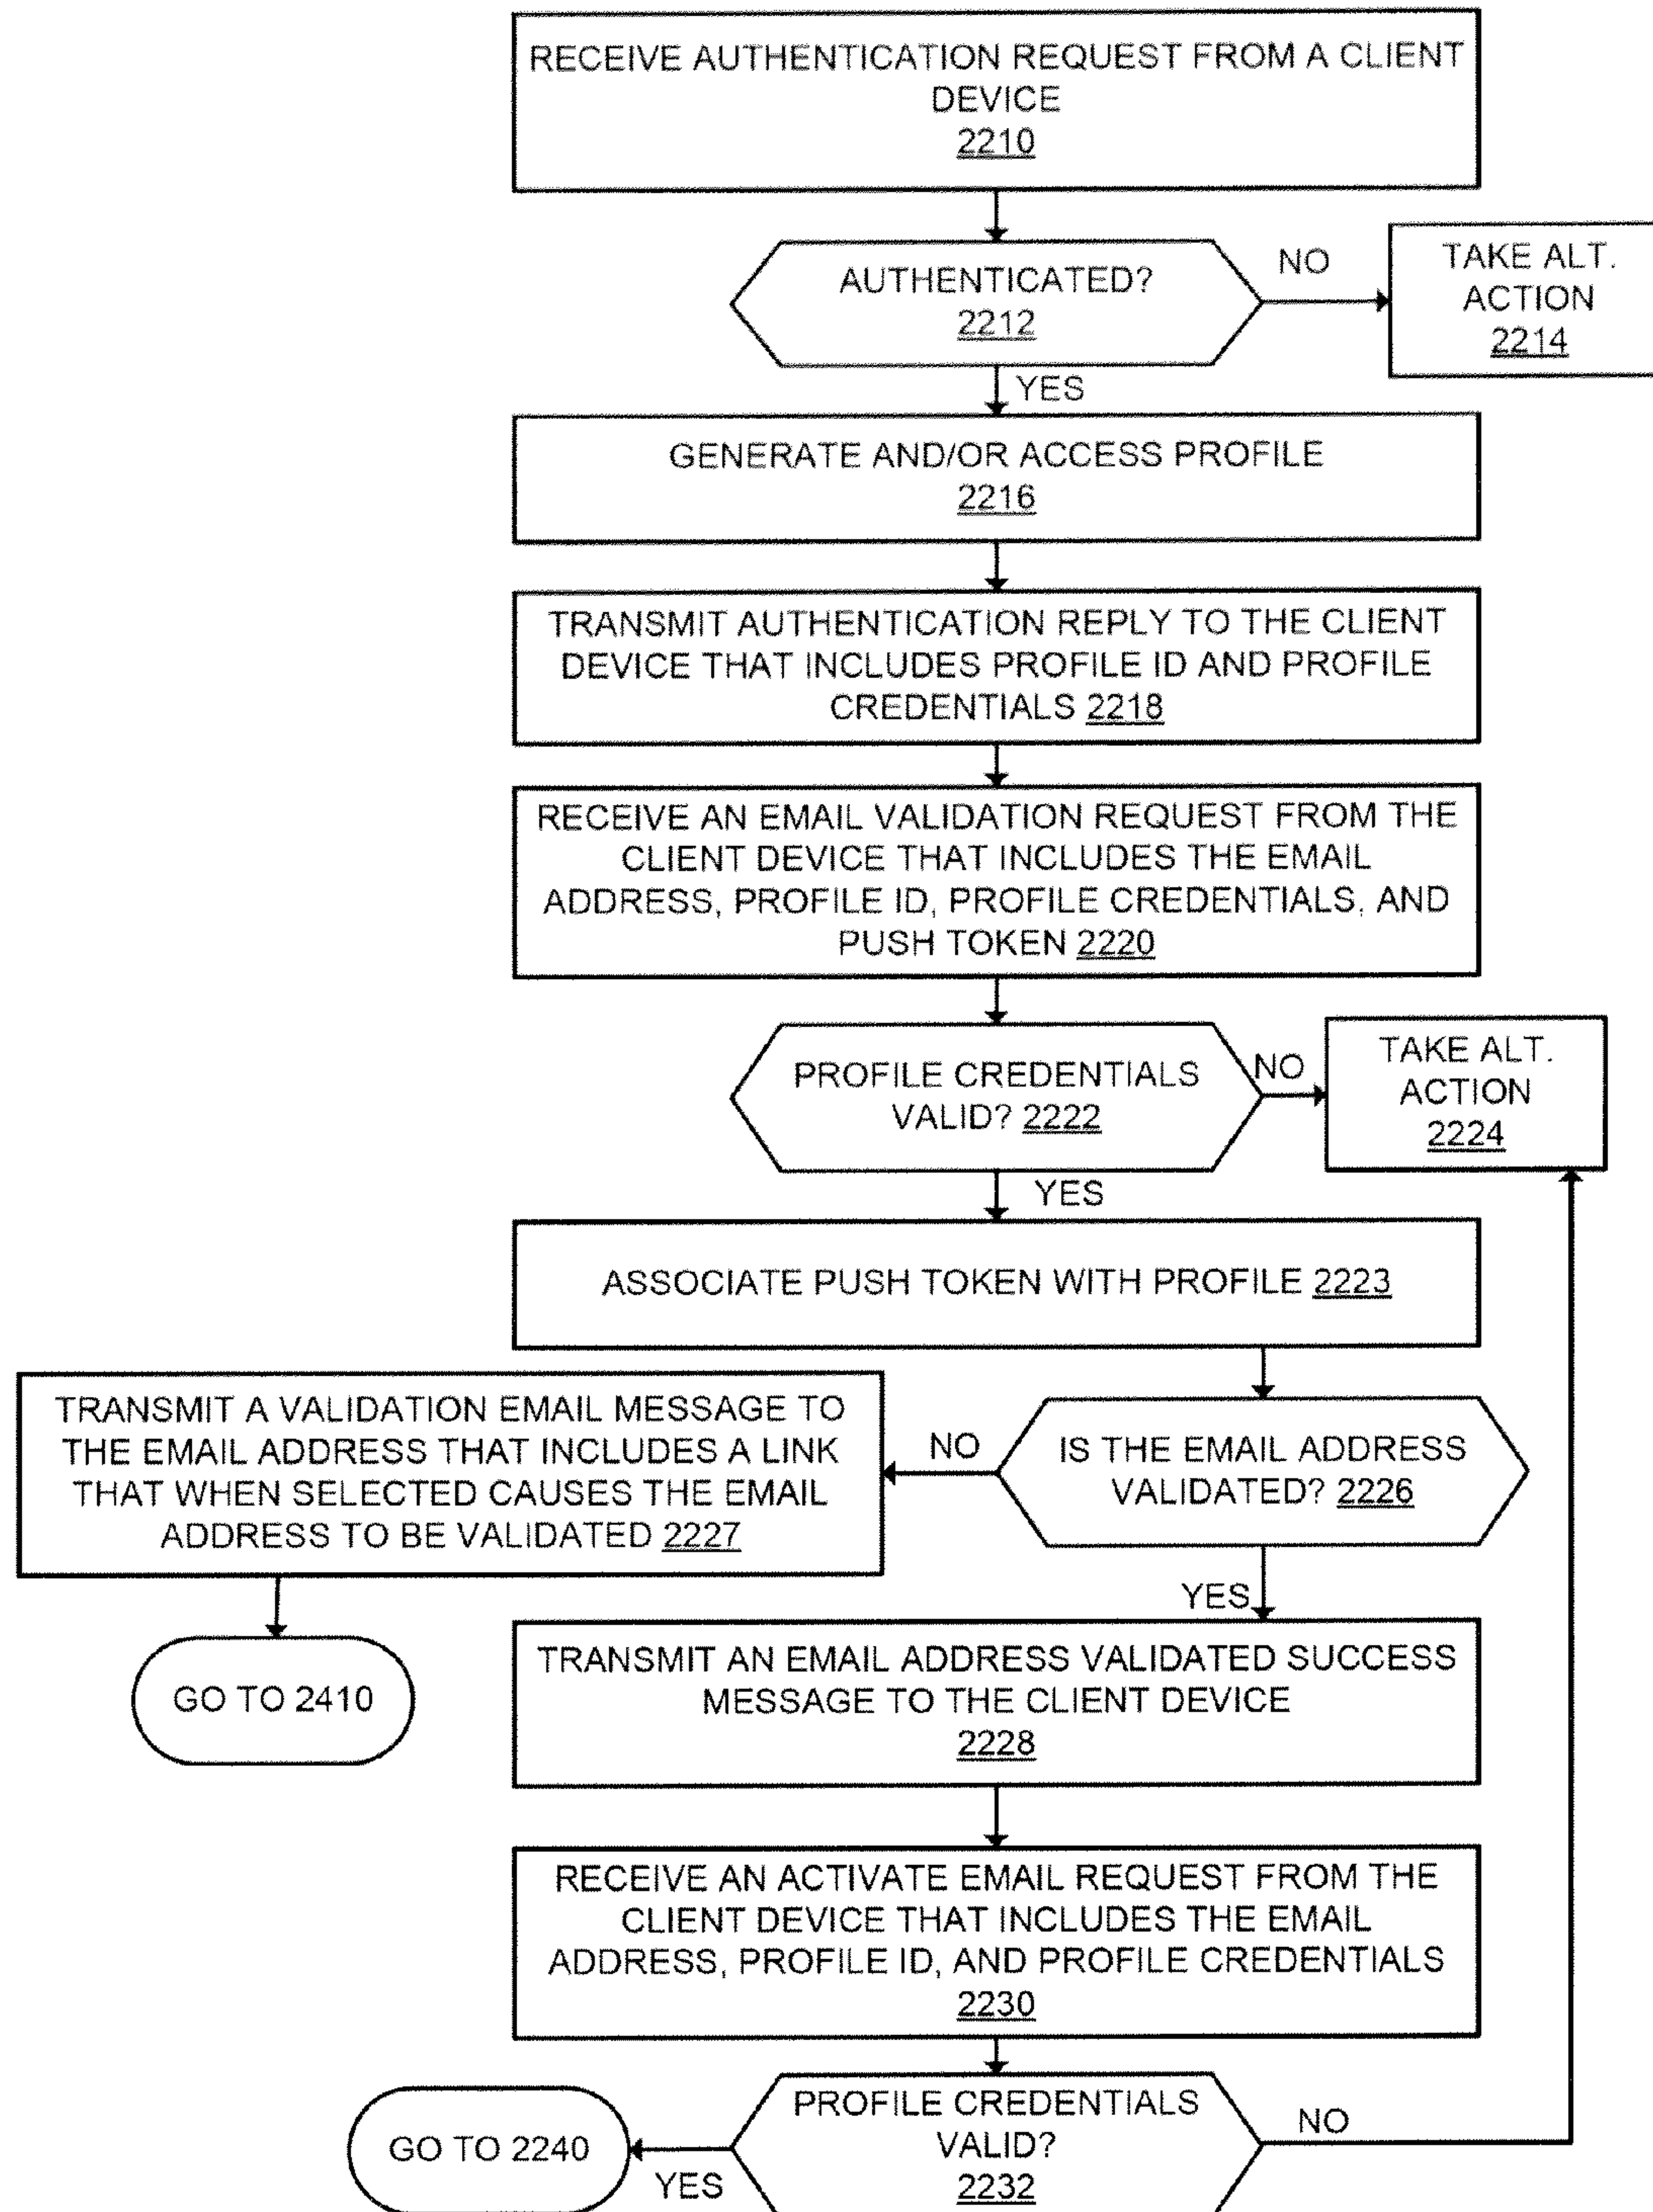 RECEIVE AUTHENTICATION REQUEST FROM A CLIENT
DEVICE
2210
AUTHENTICATED?
2212
NO
TAKE ALT.
ACTION
2214
YES
GENERATE AND/OR ACCESS PROFILE
2216
TRANSMIT AUTHENTICATION REPLY TO THE CLIENT
DEVICE THAT INCLUDES PROFILE ID AND PROFILE
CREDENTIALS 2218
RECEIVE AN EMAIL VALIDATION REQUEST FROM THE
CLIENT DEVICE THAT INCLUDES THE EMAIL
ADDRESS, PROFILE ID, PROFILE CREDENTIALS, AND
PUSH TOKEN 2220
PROFILE CREDENTIALS
VALID? 2222
NO
TAKE ALT.
ACTION
2224
YES
ASSOCIATE PUSH TOKEN WITH PROFILE 2223
IS THE EMAIL ADDRESS
VALIDATED? 2226
NO
TRANSMIT A VALIDATION EMAIL MESSAGE TO
THE EMAIL ADDRESS THAT INCLUDES A LINK
THAT WHEN SELECTED CAUSES THE EMAIL
ADDRESS TO BE VALIDATED 2227
GO TO 2410
YES
TRANSMIT AN EMAIL ADDRESS VALIDATED SUCCESS
MESSAGE TO THE CLIENT DEVICE
2228
RECEIVE AN ACTIVATE EMAIL REQUEST FROM THE
CLIENT DEVICE THAT INCLUDES THE EMAIL
ADDRESS, PROFILE ID, AND PROFILE CREDENTIALS
2230
PROFILE CREDENTIALS
VALID?
2232
NO
YES
GO TO 2240